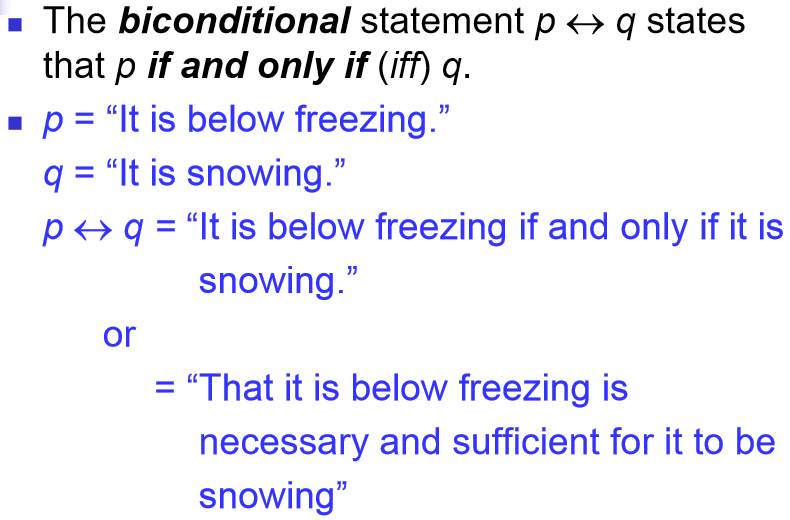 ▪ The biconditional statement p ↔ q states
that p if and only if (iff) q.
▪ p = “It is below freezing.”
q = “It is snowing.”
p ↔ q = “It is below freezing if and only if it is
snowing.”
or
= “That it is below freezing is
necessary and sufficient for it to be
snowing”